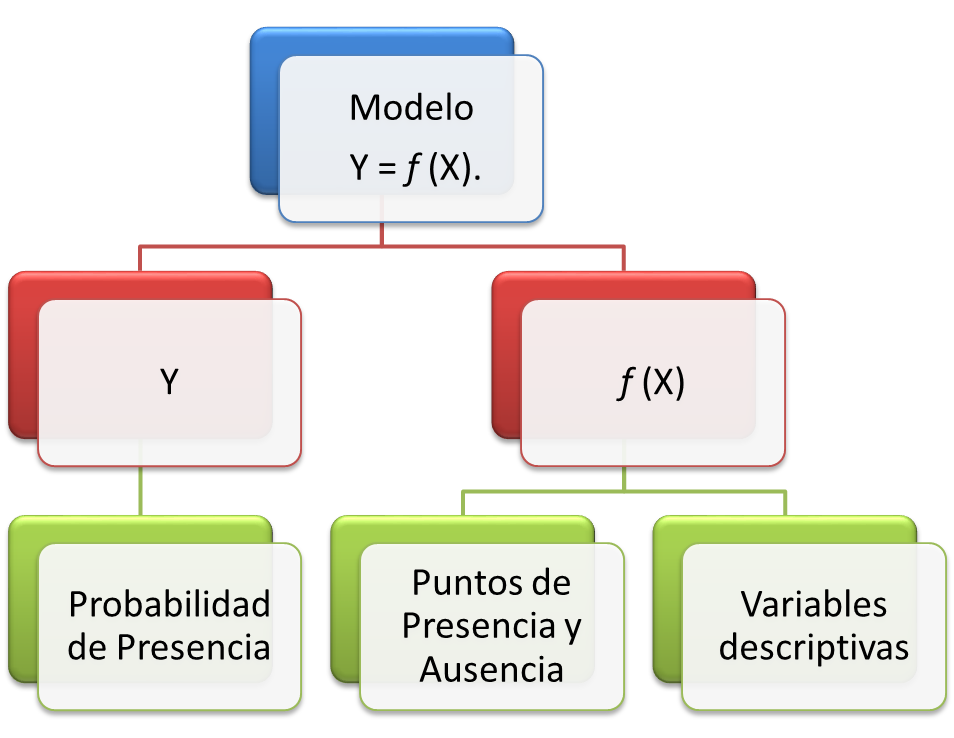 Modelo
Y = f (X).
Y
f (X)
Probabilidad
de Presencia
Puntos de
Presencia y
Ausencia
Variables
descriptivas